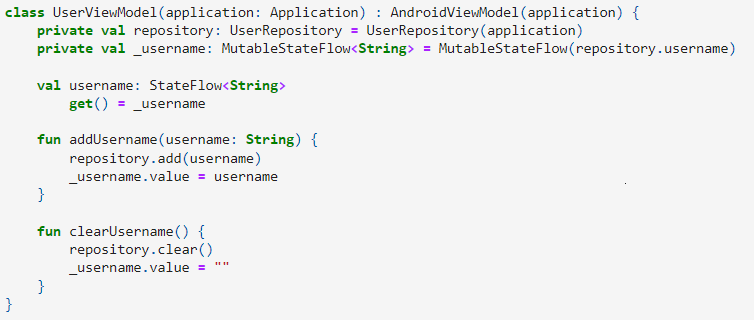 class UserViewModel(application: Application) : AndroidViewModel(application) {
    private val repository: UserRepository = UserRepository(application)
    private val _username: MutableStateFlow<String> = MutableStateFlow(repository.username)

    val username: StateFlow<String>
        get() = _username

    fun addUsername(username: String) {
        repository.add(username)
        _username.value = username
    }

    fun clearUsername() {
        repository.clear()
        _username.value = ""
    }
}